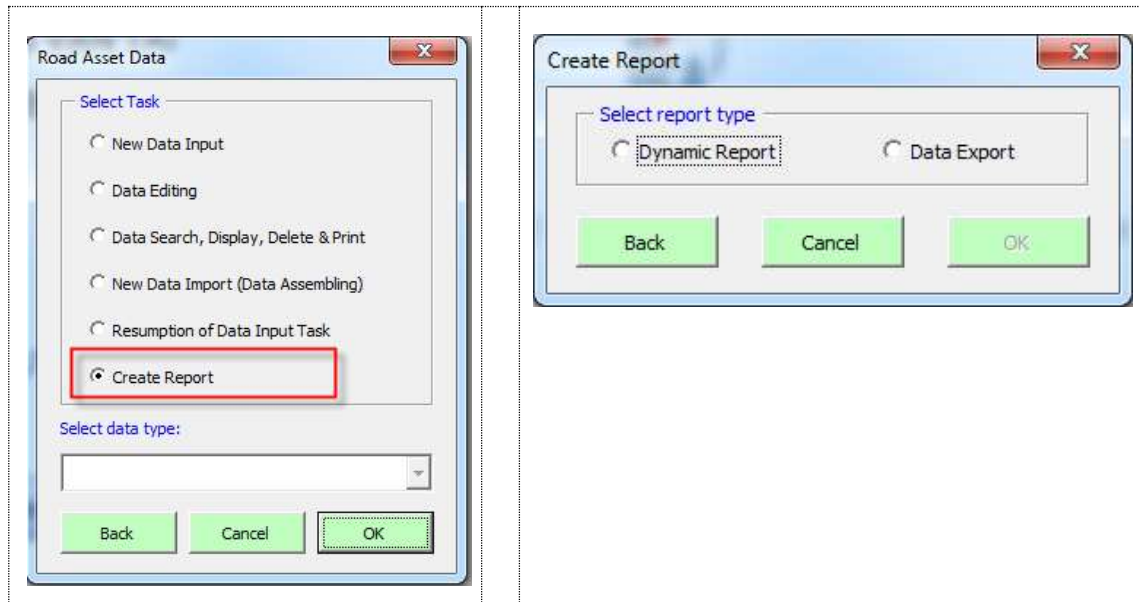 Road Asset Data
Select Task
New Data Input
Data Editing
Data Search, Display, Delete & Print
New Data Import (Data Assembling)
Resumption of Data Input Task
Create Report
Select data type:
Back Cancel OK
Create Report
Select report type
Dynamic Report Data Export
Back Cancel OK